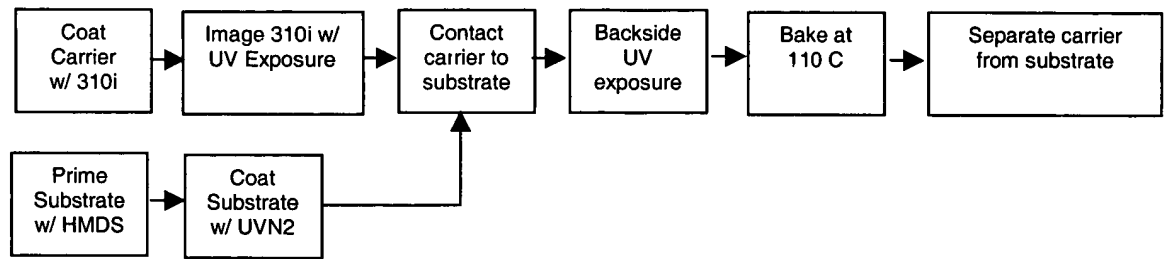 Coat
Carrier
w/ 310i
Image 310i w/
UV Exposure
Contact
carrier to
substrate
Backside
UV
exposure
Bake at
110 C
Separate carrier
from substrate
Prime
Substrate
w/ HMDS
Coat
Substrate
w/ UVN2